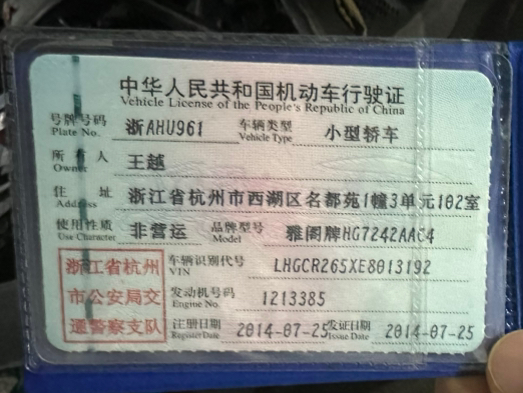 中华人民共和国机动车行驶证
Vehicle License of the People's Republic of China
号牌号码 浙AHU961 车辆类型 小型轿车
Plate No. Vehicle Type
所有人 王越
Owner
住址 浙江省杭州市西湖区名都苑1幢3单元102室
Address
使用性质 非营运 品牌型号 雅阁牌HG7242AAC4
Use Character Model
浙江省杭州 车辆识别代号 LHGCR265XE8013192
VIN
市公安局交 发动机号码 1213385
Engine No.
通警察支队 注册日期 2014-07-25 发证日期 2014-07-25
Register Date Issue Date